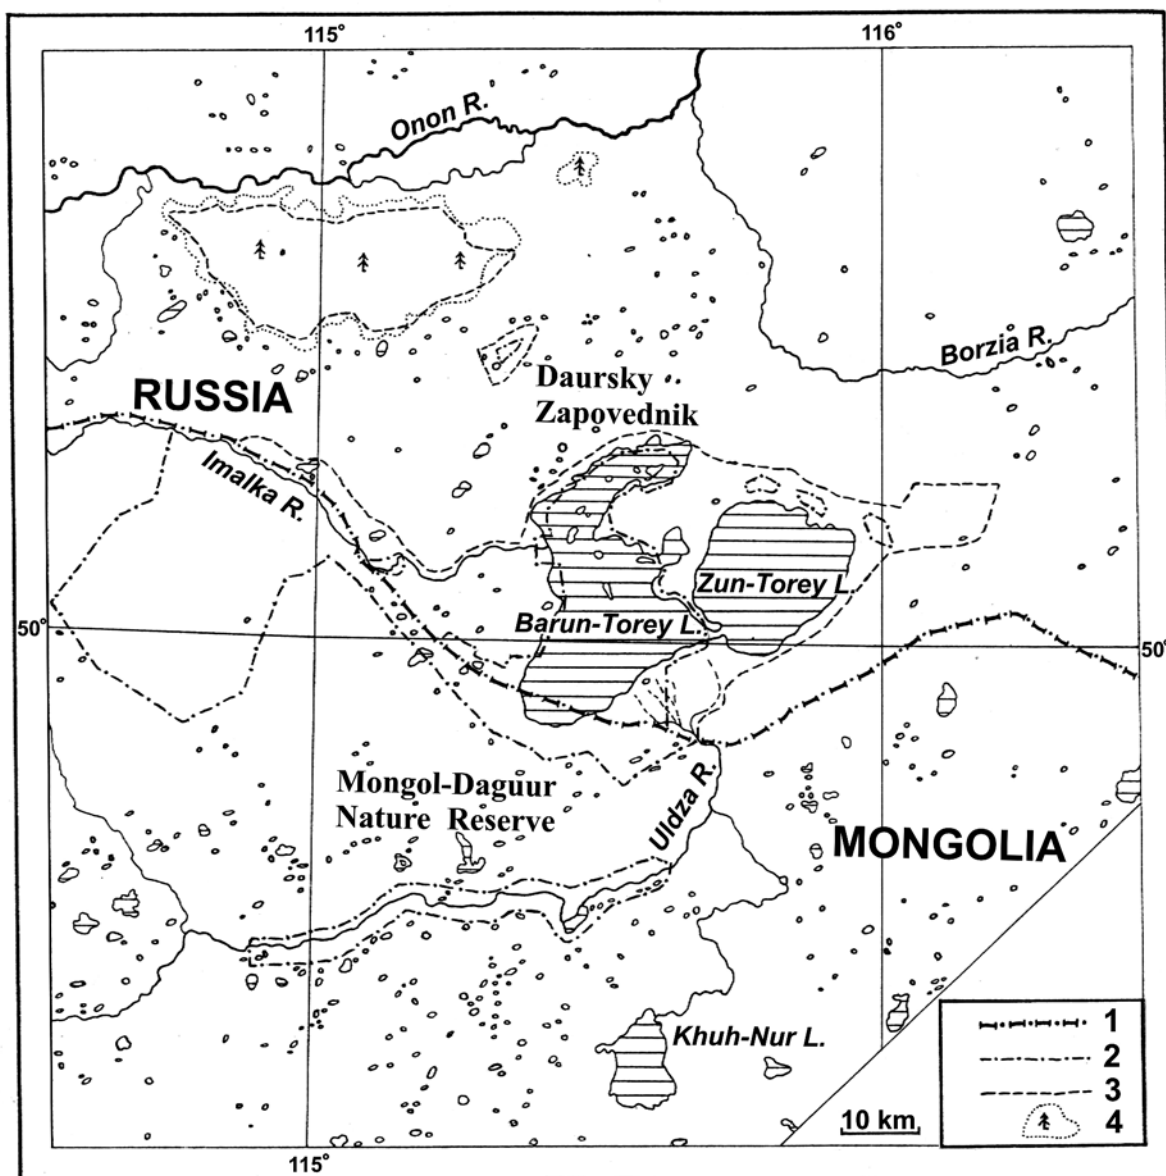 115°
116°
Onon R.
Borzia R.
Daursky
Zapovednik
RUSSIA
Imalka R.
Zun-Torey L.
50°
Barun-Torey L.
50°
Mongol-Daguur
Nature Reserve
Uldza R.
MONGOLIA
Khuh-Nur L.
1
2
3
4
10 km
115°